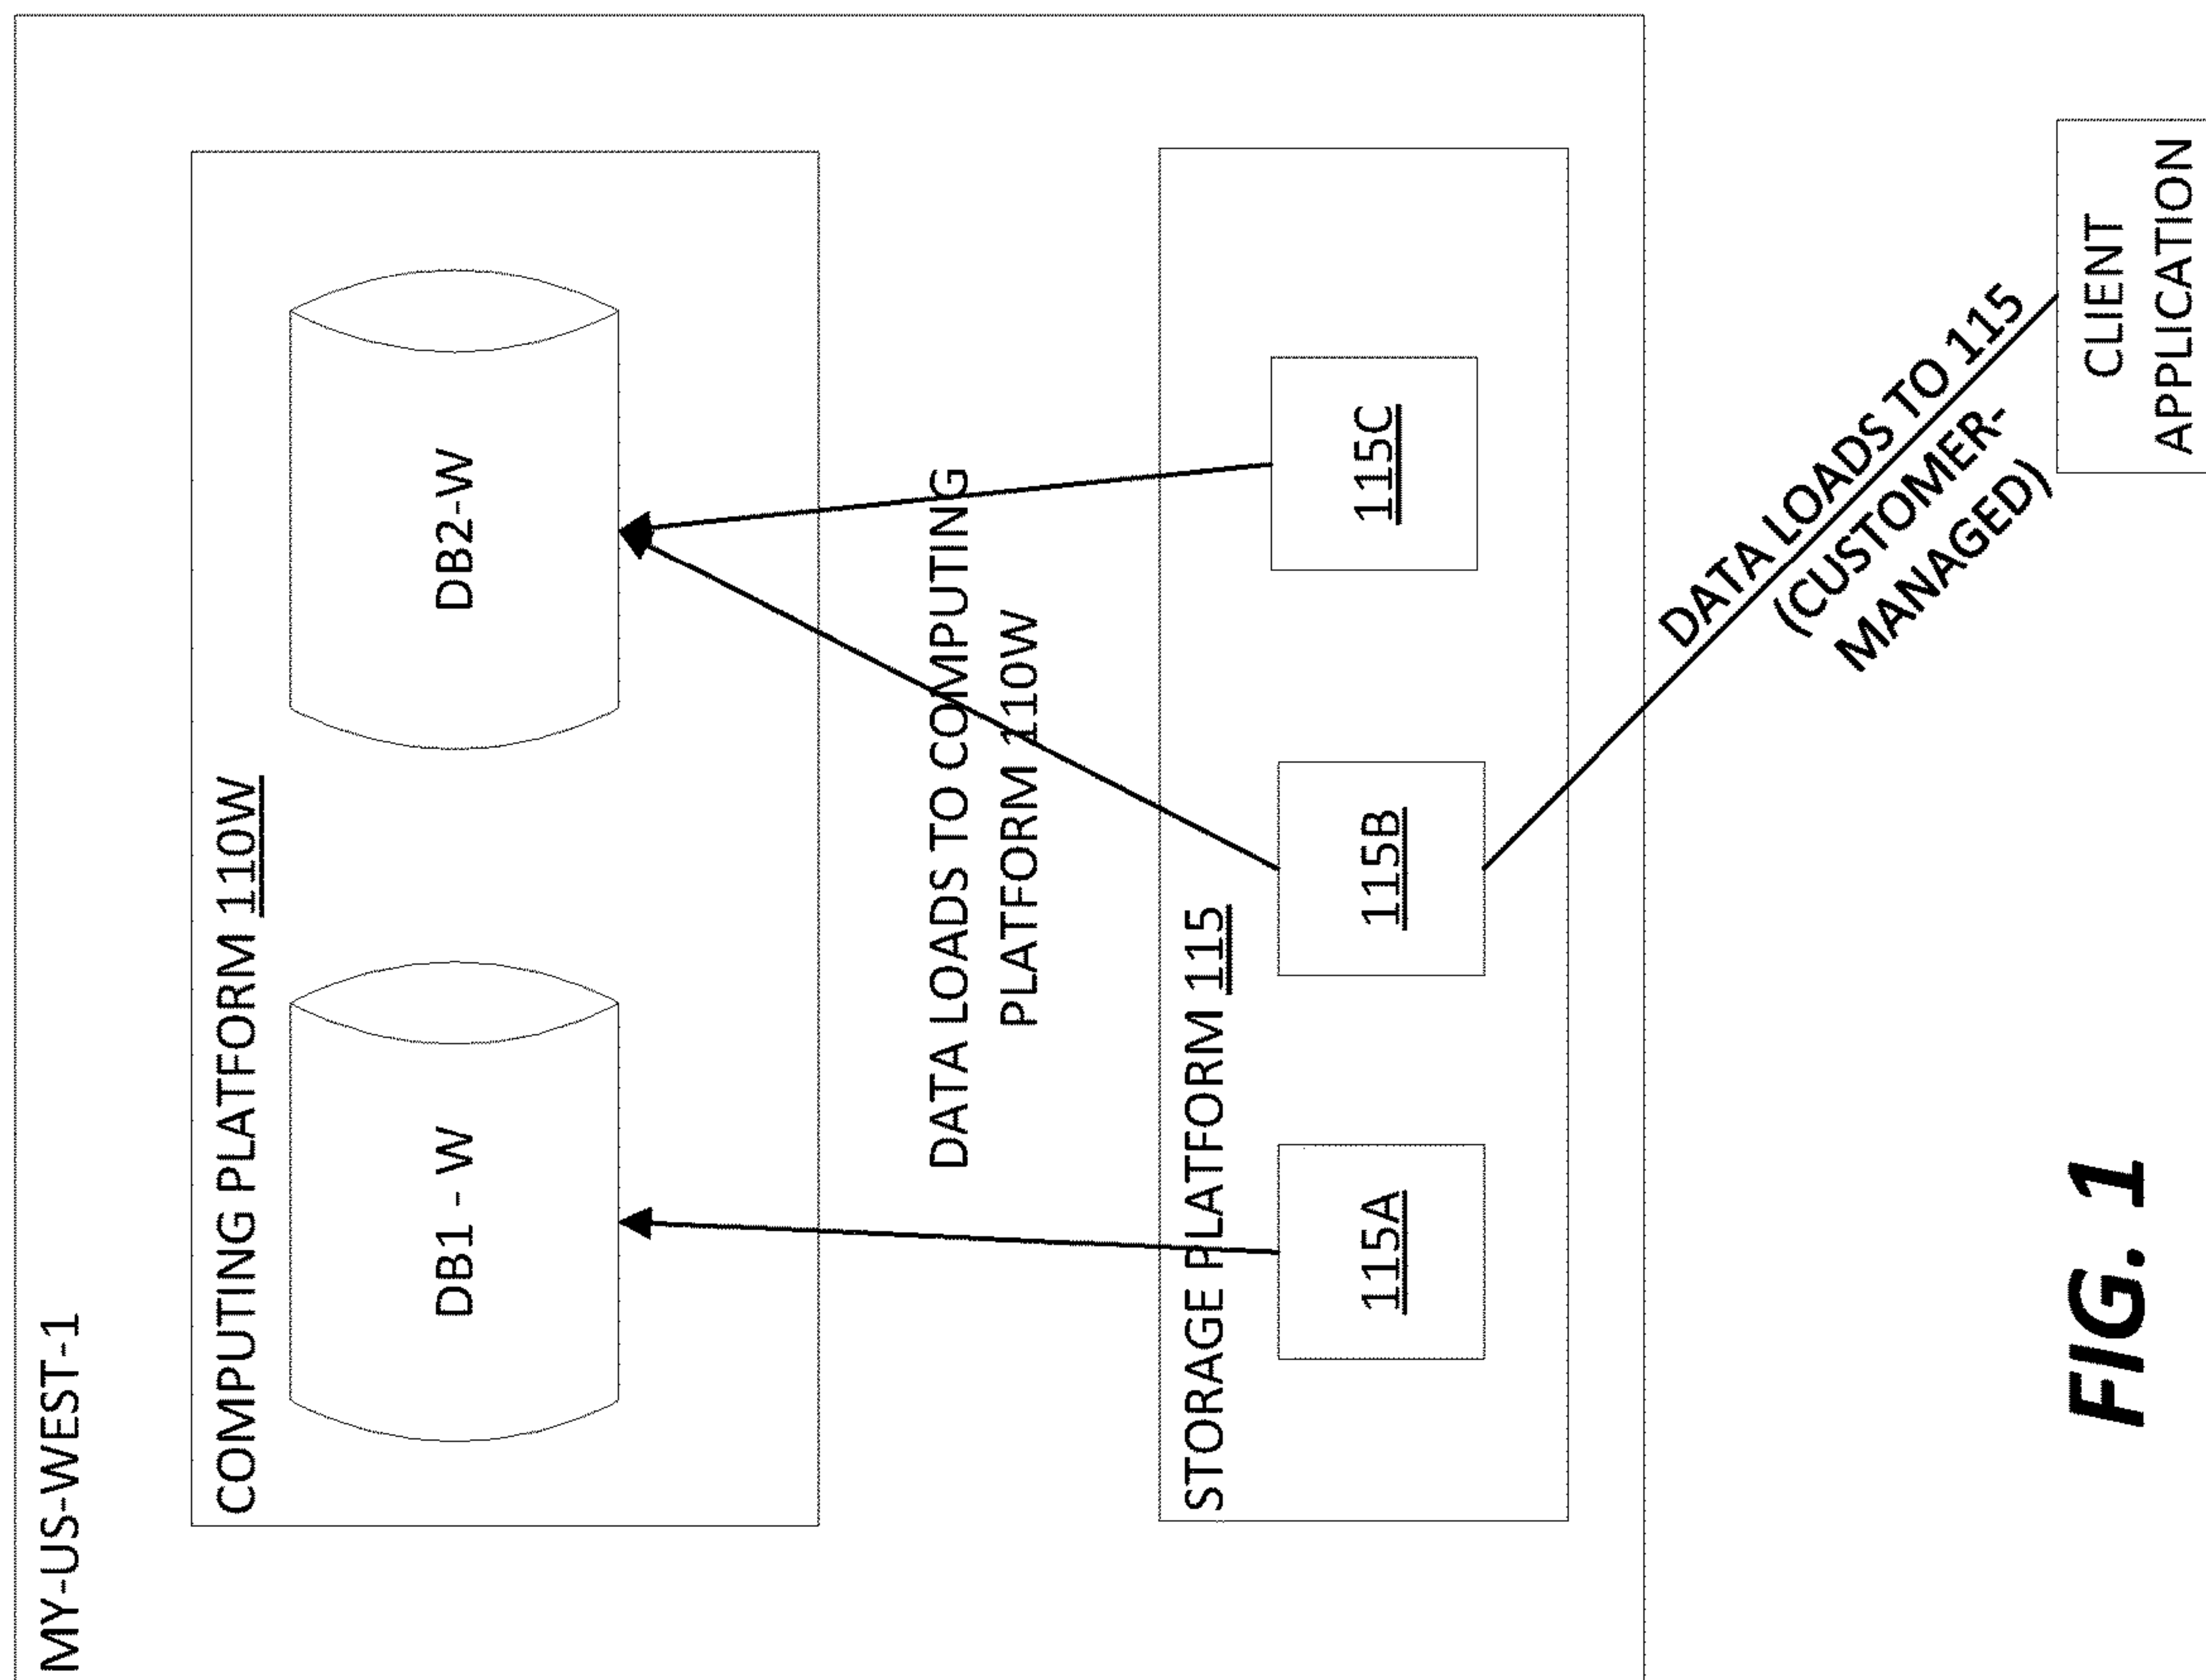 MY-US-WEST-1
COMPUTING PLATFORM 110W
DB1 - W
DB2-W
DATA LOADS TO COMPUTING
PLATFORM 110W
STORAGE PLATFORM 115
115A
115B
115C
DATA LOADS TO 115
(CUSTOMER-
MANAGED)
CLIENT
APPLICATION
FIG. 1